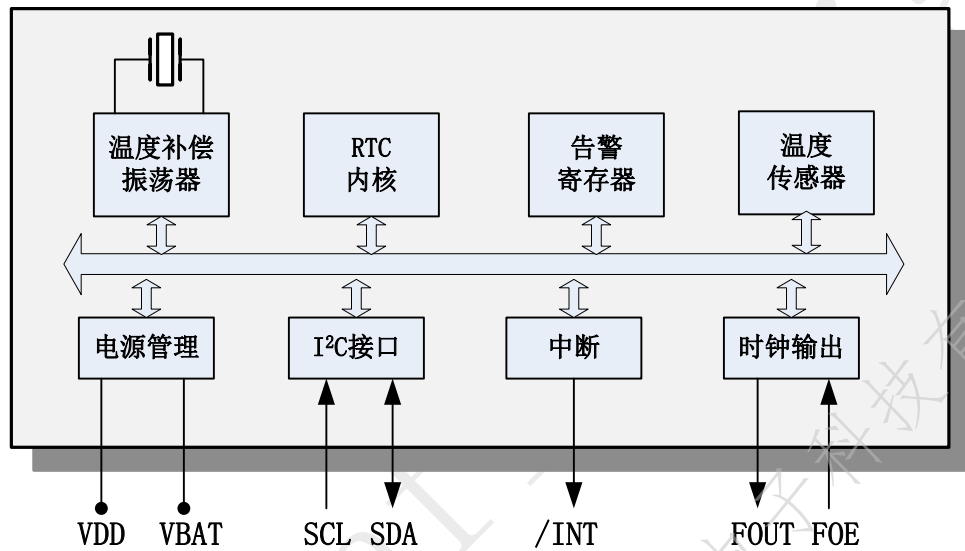 温度补偿
振荡器
RTC
内核
告警
寄存器
温度
传感器
电源管理
I²C接口
中断
时钟输出
VDD VBAT SCL SDA /INT FOUT FOE